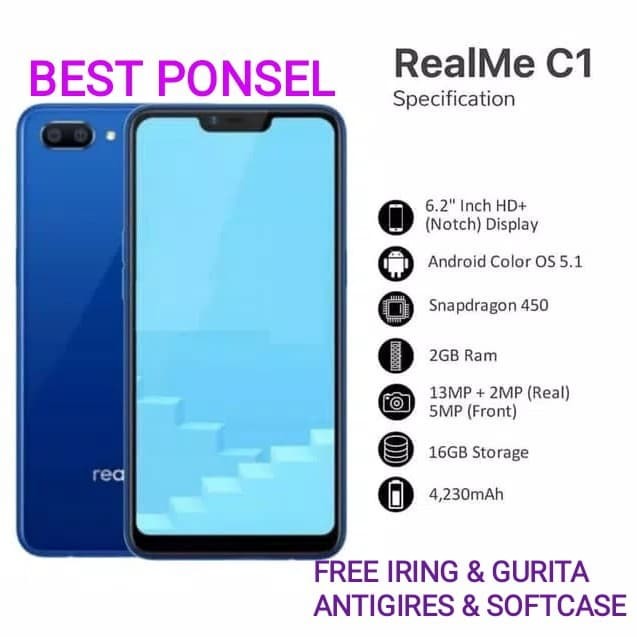 BEST PONSEL
RealMe C1
Specification
6.2" Inch HD+
(Notch) Display
Android Color OS 5.1
Snapdragon 450
2GB Ram
13MP + 2MP (Real)
5MP (Front)
16GB Storage
4,230mAh
rea
FREE IRING & GURITA
ANTIGIRES & SOFTCASE